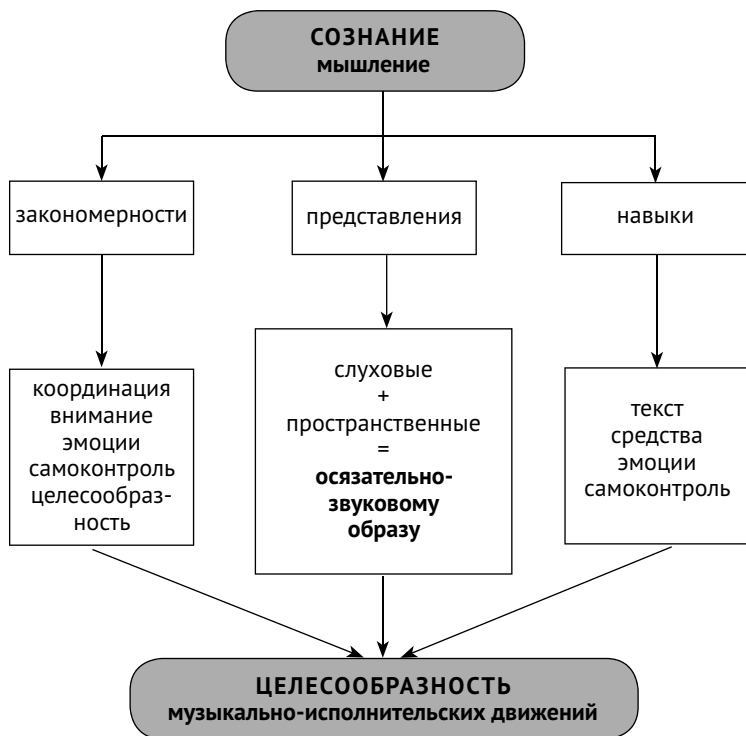 СОЗНАНИЕ
мышление
закономерности
представления
навыки
координация
внимание
эмоции
самоконтроль
целесообраз-
ность
слуховые
+
пространственные
=
осязательно-
звуковому
образу
текст
средства
эмоции
самоконтроль
ЦЕЛЕСООБРАЗНОСТЬ
музыкально-исполнительских движений